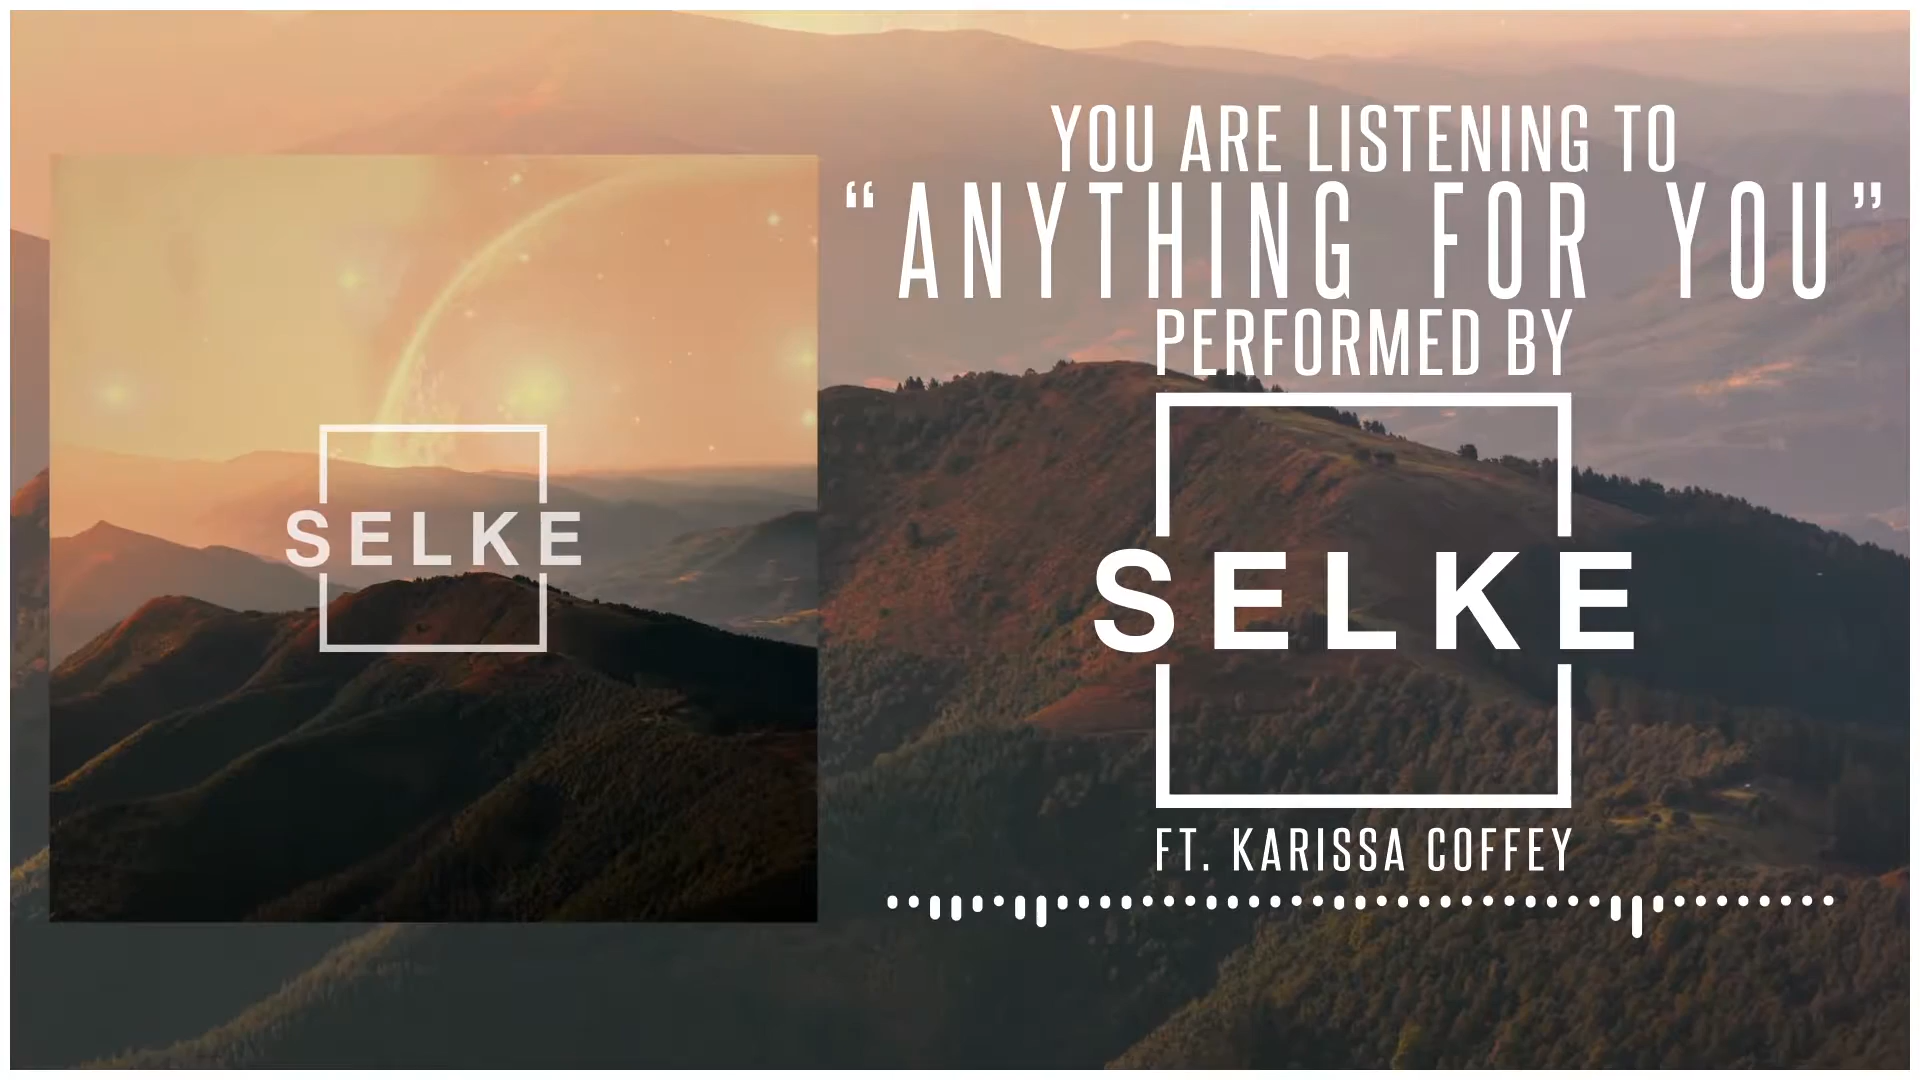 SELKE
YOU ARE LISTENING TO
“ANYTHING FOR YOU”
PERFORMED BY
SELKE
FT. KARISSA COFFEY